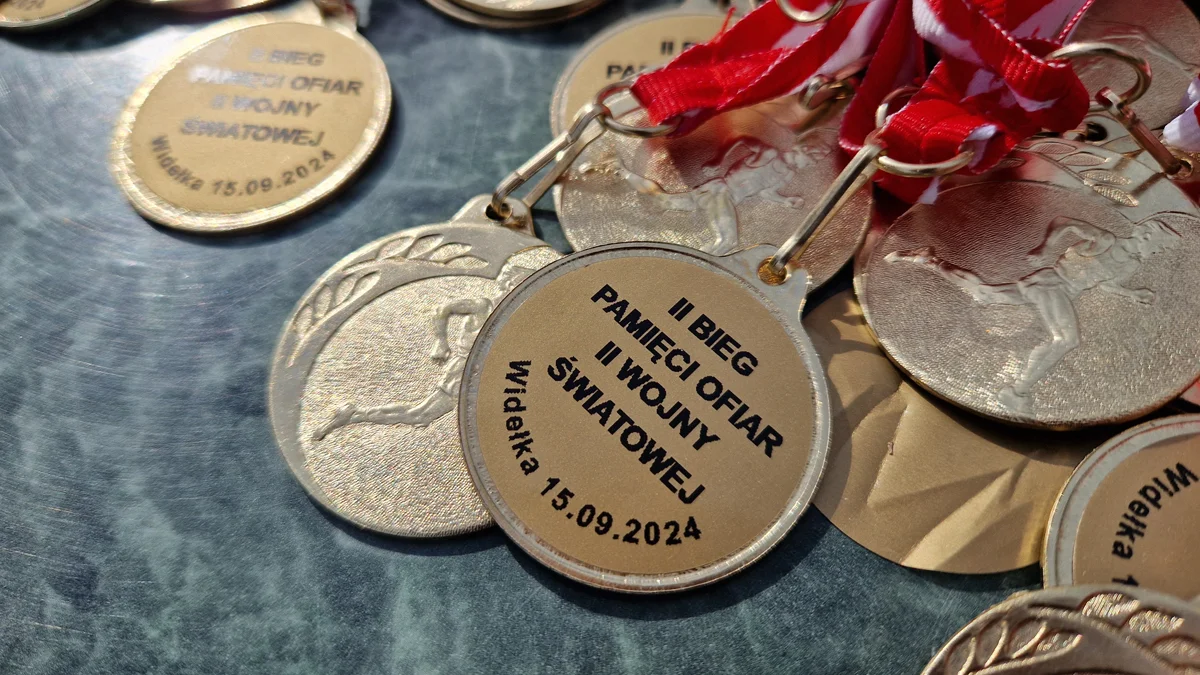 2024
II BIEG
PAMIĘCI OFIAR
II WOJNY
ŚWIATOWEJ
Widełka 15.09.2024
II BIEG
PAMIĘCI OFIAR
II WOJNY
ŚWIATOWEJ
Widełka 15.09.2024
Widełka